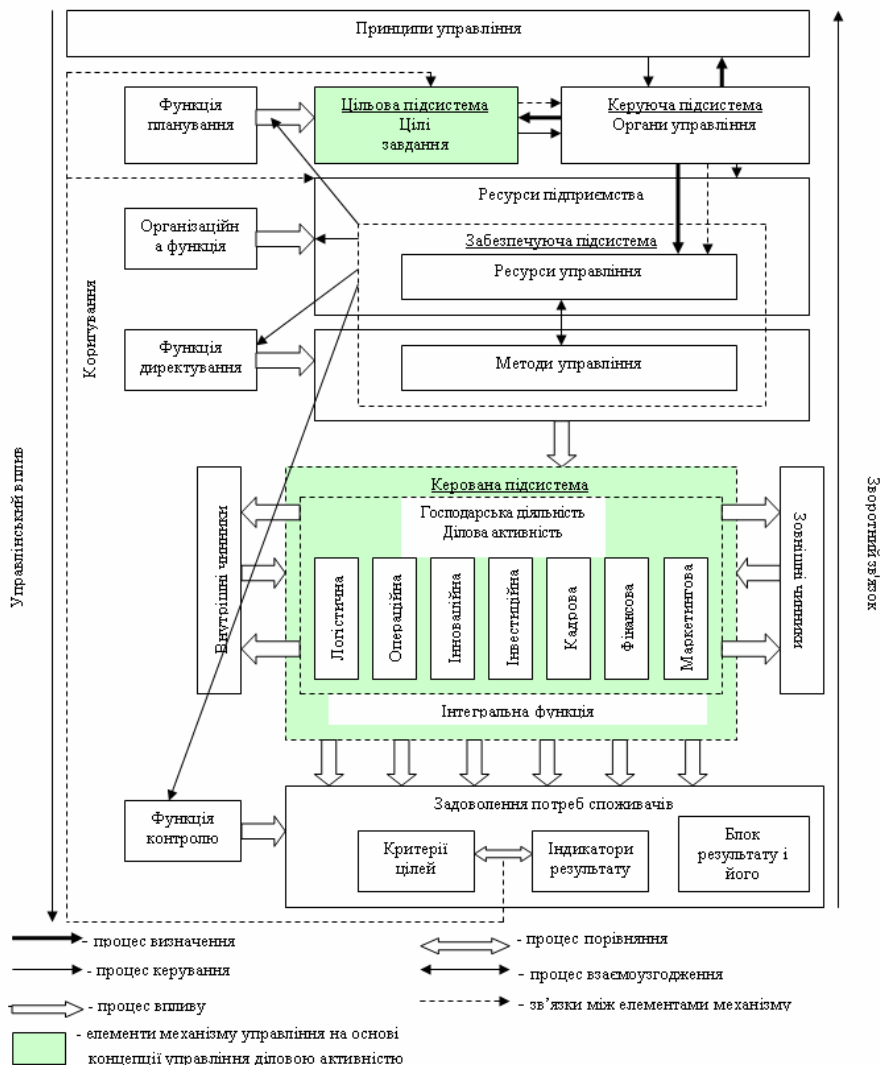 Принципи управління
Функція
планування
Цільова підсистема
Цілі
завдання
Керуюча підсистема
Органи управління
Ресурси підприємства
Організаційн
а функція
Забезпечуюча підсистема
Ресурси управління
Коригування
Функція
директування
Методи управління
Управлінський вплив
Зворотний зв'язок
Внутрішні чинники
Керована підсистема
Господарська діяльність
Ділова активність
Логістична
Операційна
Інноваційна
Інвестиційна
Кадрова
Фінансова
Маркетингова
Інтегральна функція
Зовнішні чинники
Функція
контролю
Задоволення потреб споживачів
Критерії
цілей
Індикатори
результату
Блок
результату і
його
- процес визначення
- процес порівняння
- процес керування
- процес взаємоузгодження
- процес впливу
- зв’язки між елементами механізму
- елементи механізму управління на основі
концепції управління діловою активністю